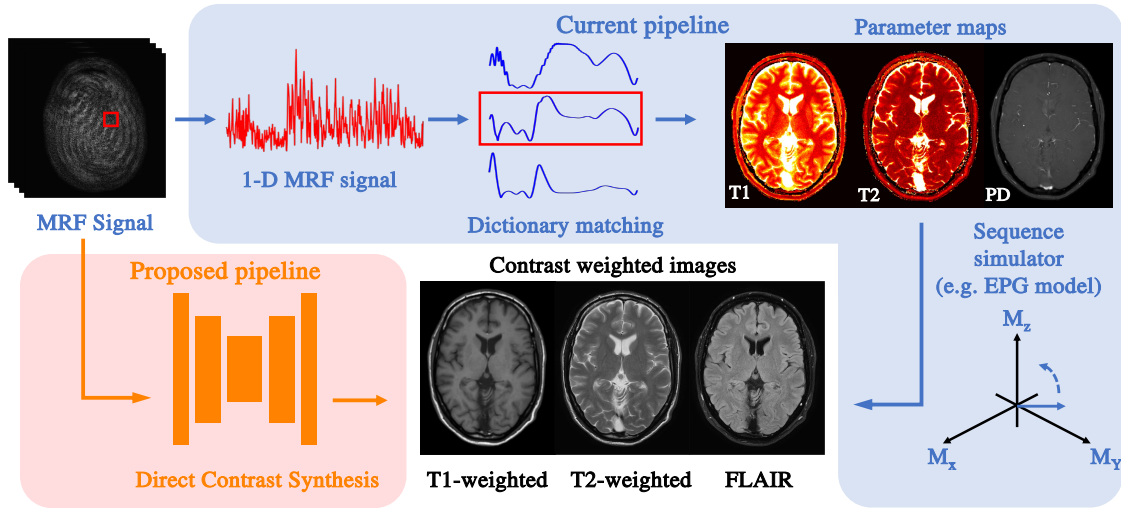 Current pipeline
Parameter maps
1-D MRF signal
Dictionary matching
T1
T2
PD
MRF Signal
Proposed pipeline
Direct Contrast Synthesis
Contrast weighted images
T1-weighted
T2-weighted
FLAIR
Sequence
simulator
(e.g. EPG model)
Mz
Mx
MY